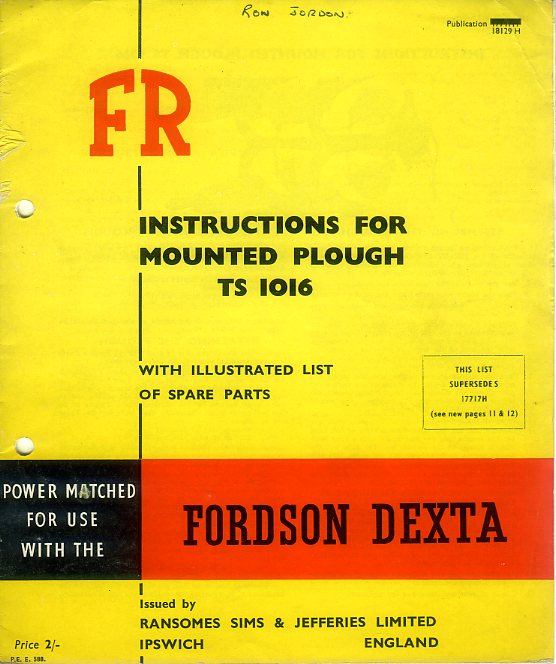 Ron Jordon.
Publication
18129 H
FR
INSTRUCTIONS FOR
MOUNTED PLOUGH
TS 1016
WITH ILLUSTRATED LIST
OF SPARE PARTS
THIS LIST
SUPERSEDES
17717H
(see new pages 11 & 12)
POWER MATCHED
FOR USE
WITH THE
FORDSON DEXTA
Issued by
RANSOMES SIMS & JEFFERIES LIMITED
IPSWICH ENGLAND
Price 2/-
P.E. E. 588.